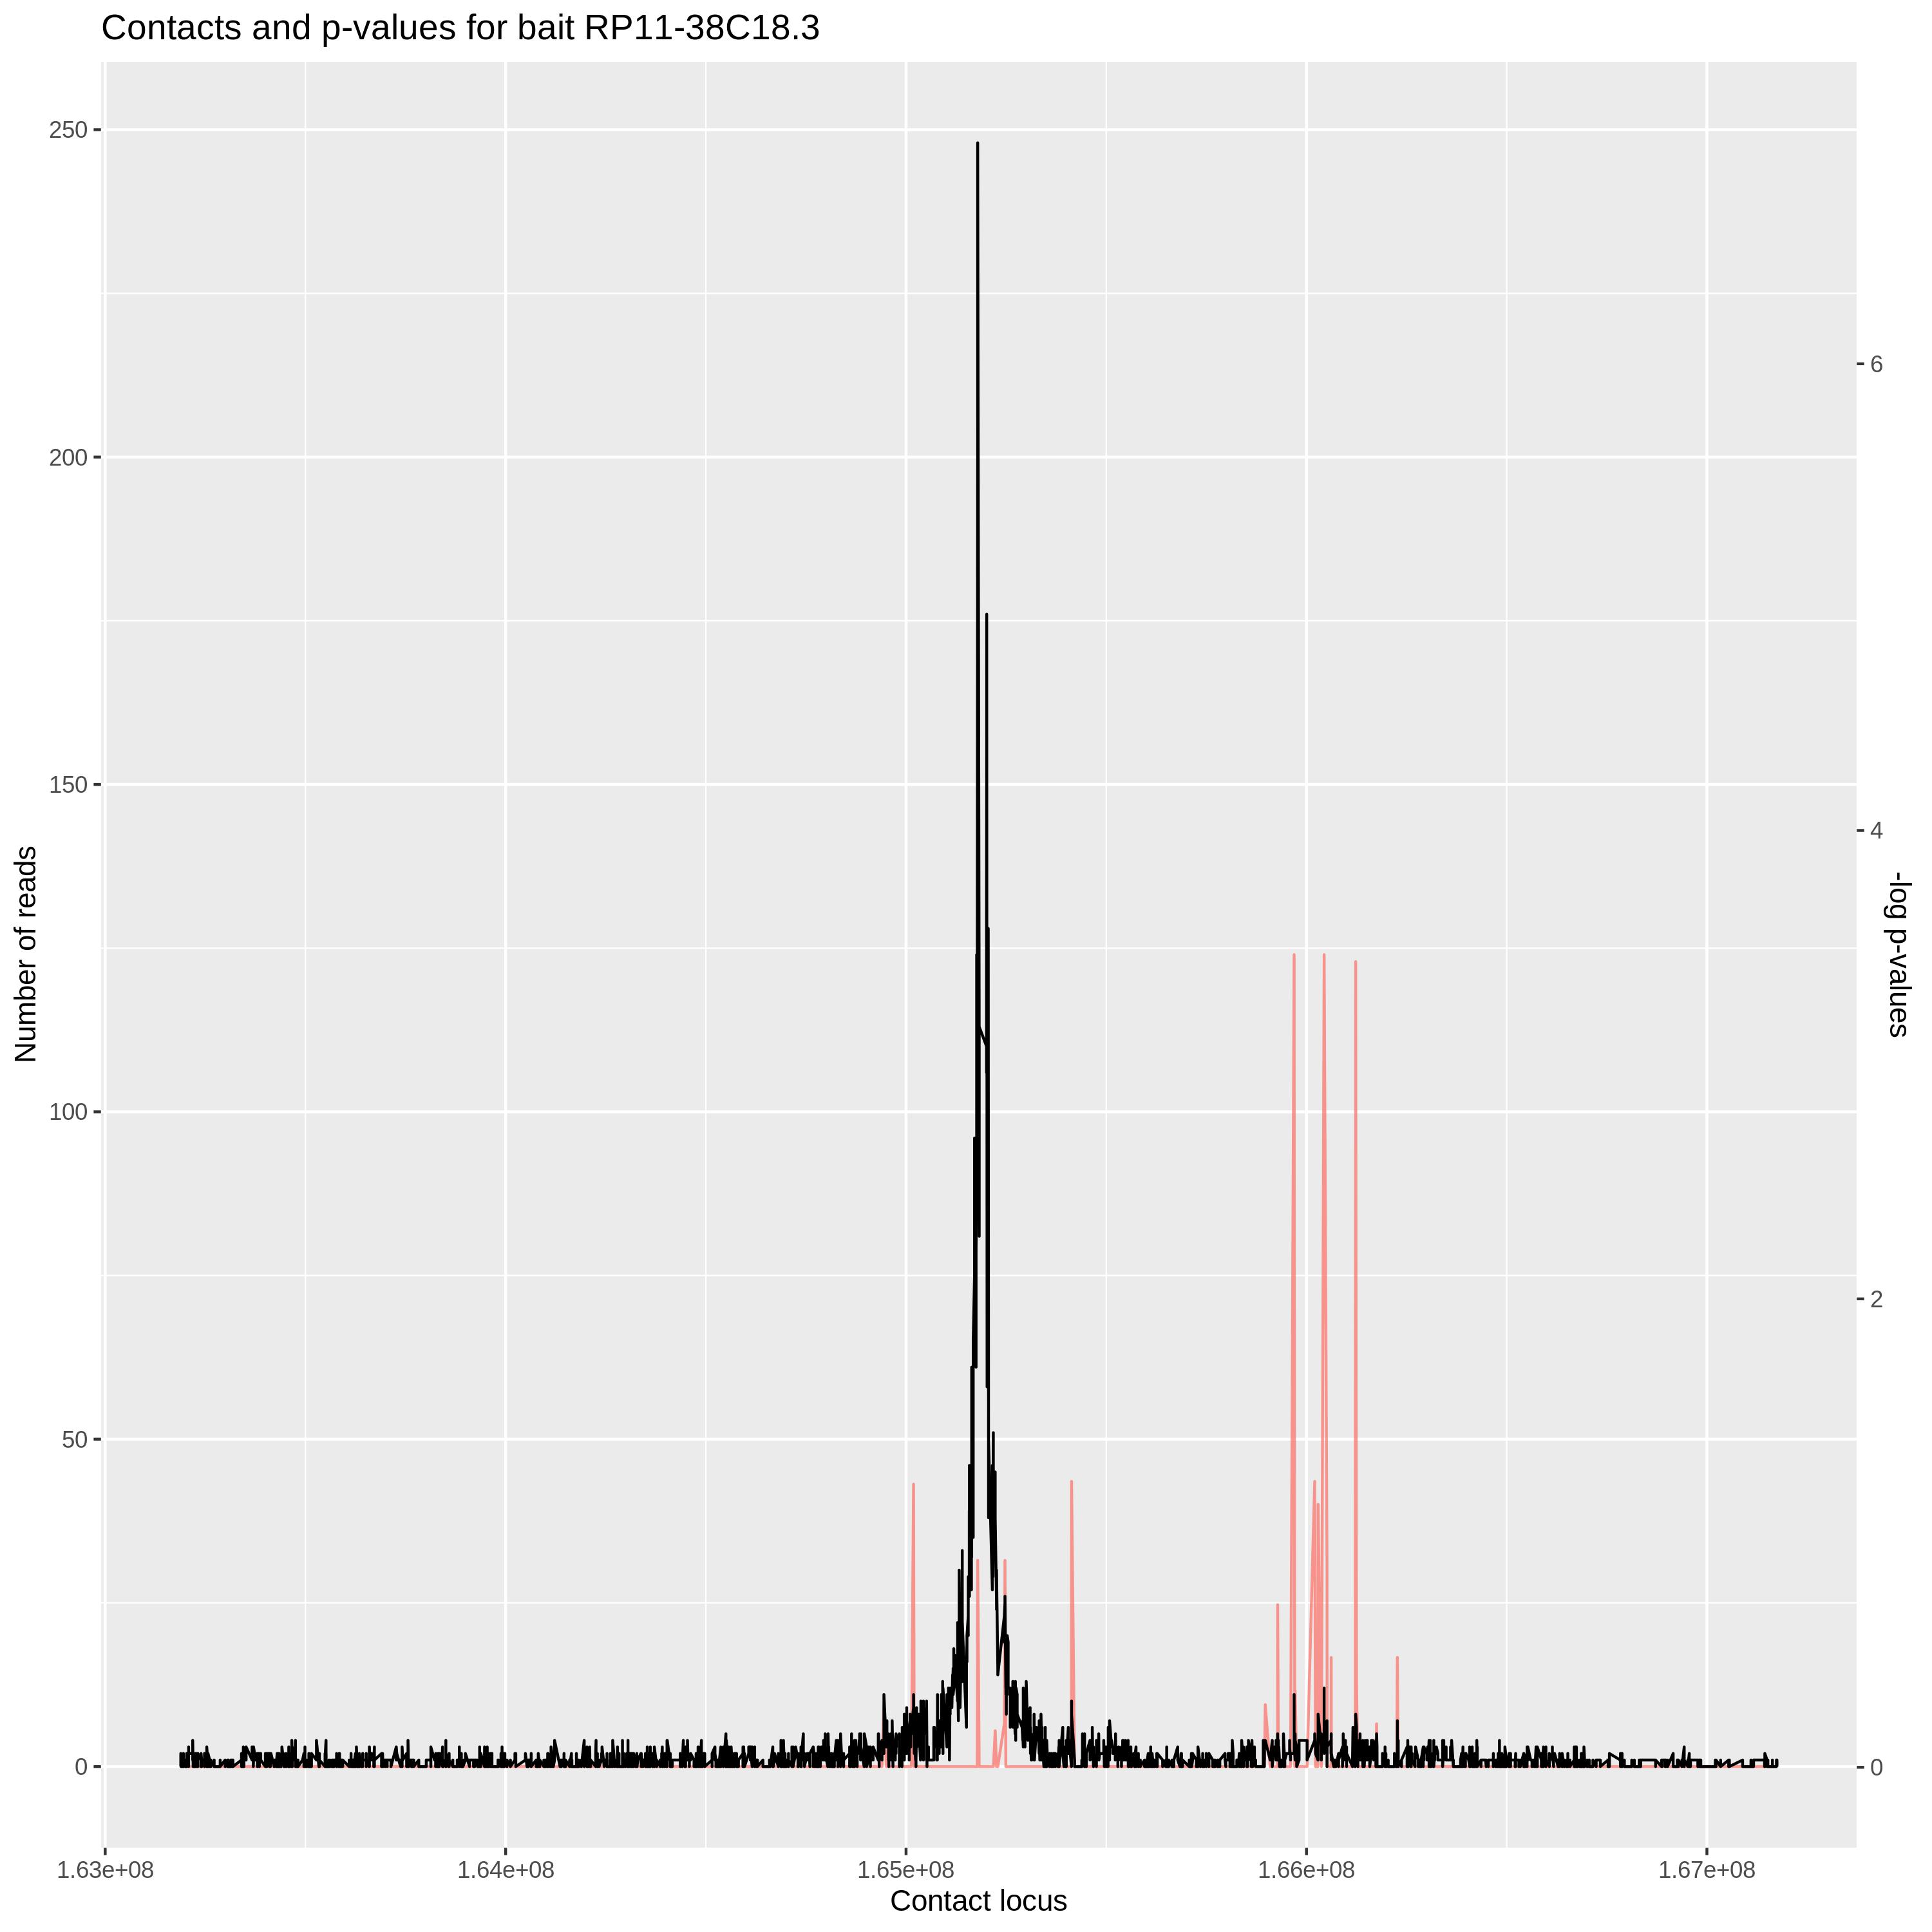 Contacts and p-values for bait RP11-38C18.3
250
200
150
100
50
0
Number of reads
6
4
2
0
-log p-values
1.63e+08
1.64e+08
1.65e+08
1.66e+08
1.67e+08
Contact locus